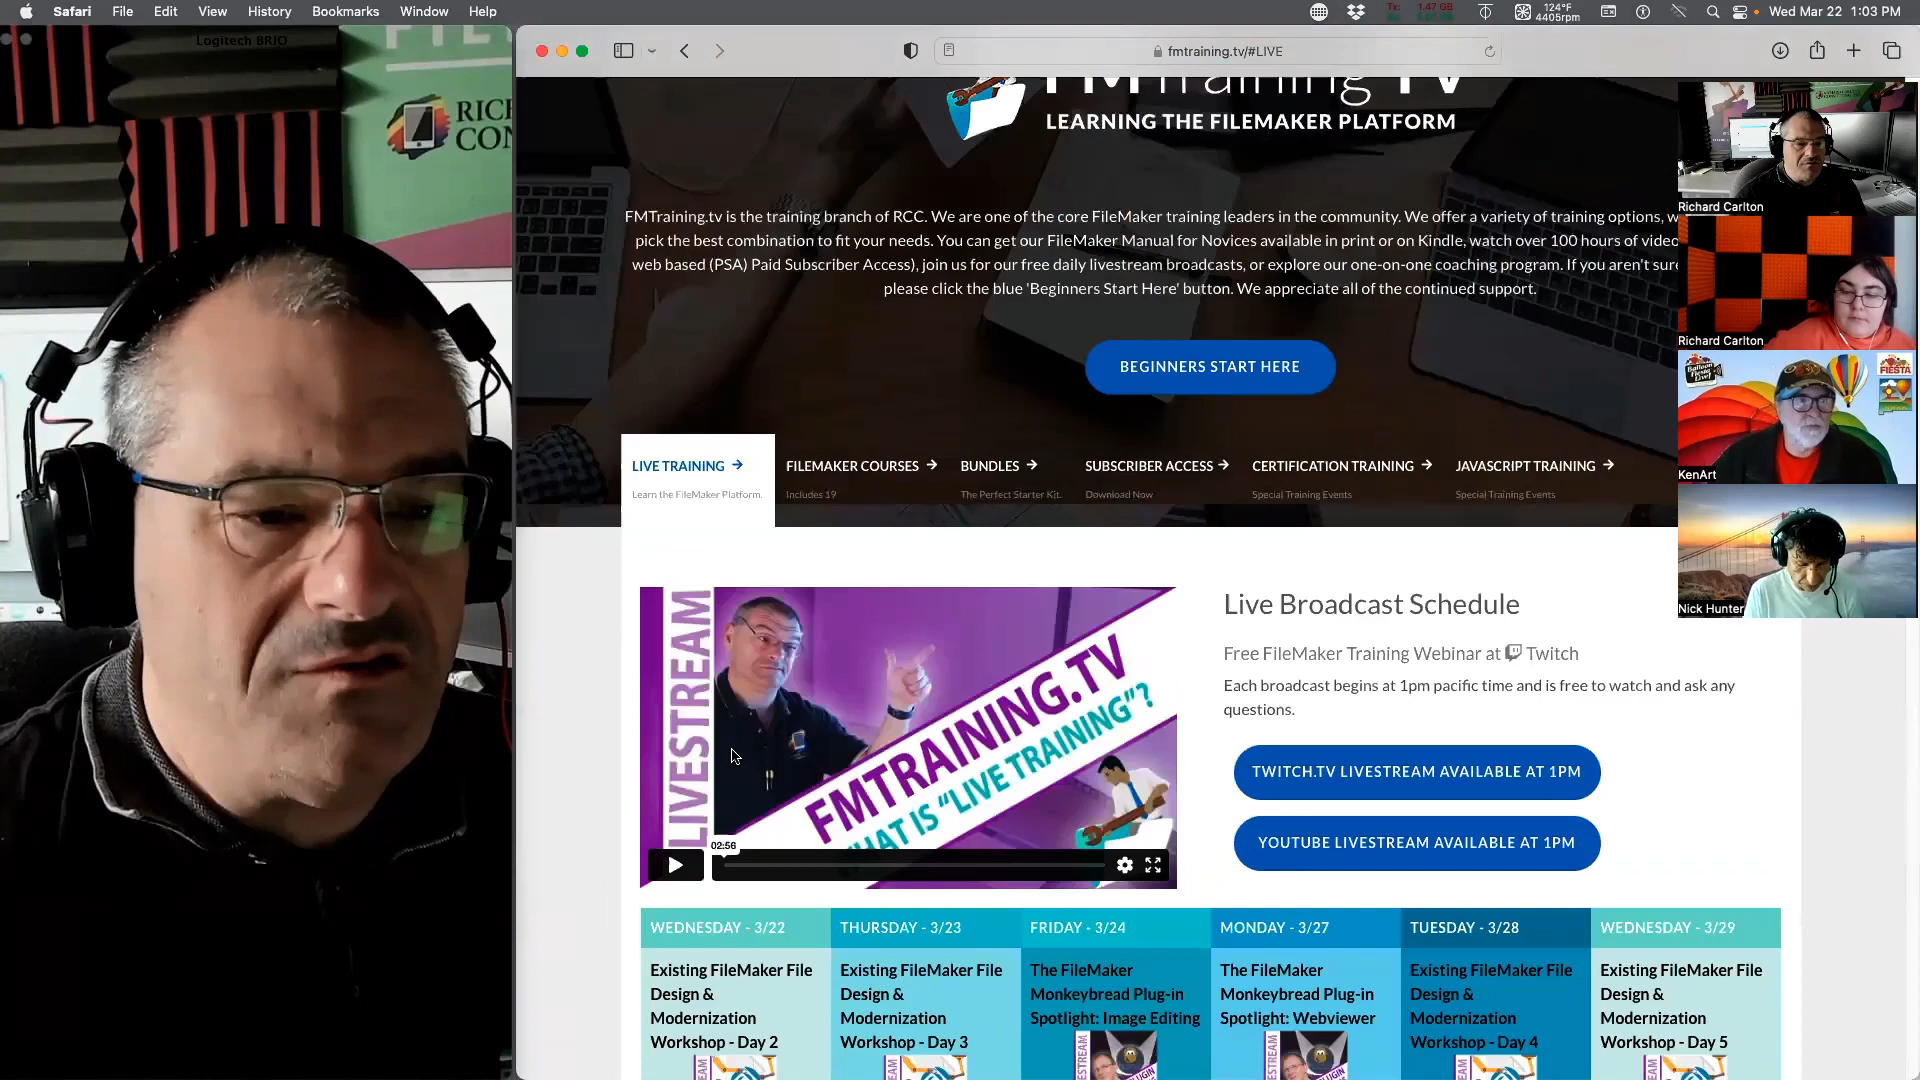 Safari File Edit View History Bookmarks Window Help
124°F
4405rpm
Wed Mar 22 1:03 PM
Logitech BRIO
RIC
CON
fmtraining.tv/#LIVE
FMTraining TV
LEARNING THE FILEMAKER PLATFORM
FMTraining.tv is the training branch of RCC. We are one of the core FileMaker training leaders in the community. We offer a variety of training options, w
pick the best combination to fit your needs. You can get our FileMaker Manual for Novices available in print or on Kindle, watch over 100 hours of video
web based (PSA) Paid Subscriber Access), join us for our free daily livestream broadcasts, or explore our one-on-one coaching program. If you aren't sure
please click the blue 'Beginners Start Here' button. We appreciate all of the continued support.
BEGINNERS START HERE
LIVE TRAINING
Learn the FileMaker Platform.
FILEMAKER COURSES
Includes 19
BUNDLES
The Perfect Starter Kit.
SUBSCRIBER ACCESS
Download Now
CERTIFICATION TRAINING
Special Training Events
JAVASCRIPT TRAINING
Special Training Events
Richard Carlton
Richard Carlton
Balloon
Fiesta
Live!
FIESTA
KenArt
Nick Hunter
LIVESTREAM
FMTRAINING.TV
WHAT IS "LIVE TRAINING"?
02:56
Live Broadcast Schedule
Free FileMaker Training Webinar at Twitch
Each broadcast begins at 1pm pacific time and is free to watch and ask any
questions.
TWITCH.TV LIVESTREAM AVAILABLE AT 1PM
YOUTUBE LIVESTREAM AVAILABLE AT 1PM
WEDNESDAY - 3/22
Existing FileMaker File
Design &
Modernization
Workshop - Day 2
THURSDAY - 3/23
Existing FileMaker File
Design &
Modernization
Workshop - Day 3
FRIDAY - 3/24
The FileMaker
Monkeybread Plug-in
Spotlight: Image Editing
MONDAY - 3/27
The FileMaker
Monkeybread Plug-in
Spotlight: Webviewer
TUESDAY - 3/28
Existing FileMaker File
Design &
Modernization
Workshop - Day 4
WEDNESDAY - 3/29
Existing FileMaker File
Design &
Modernization
Workshop - Day 5